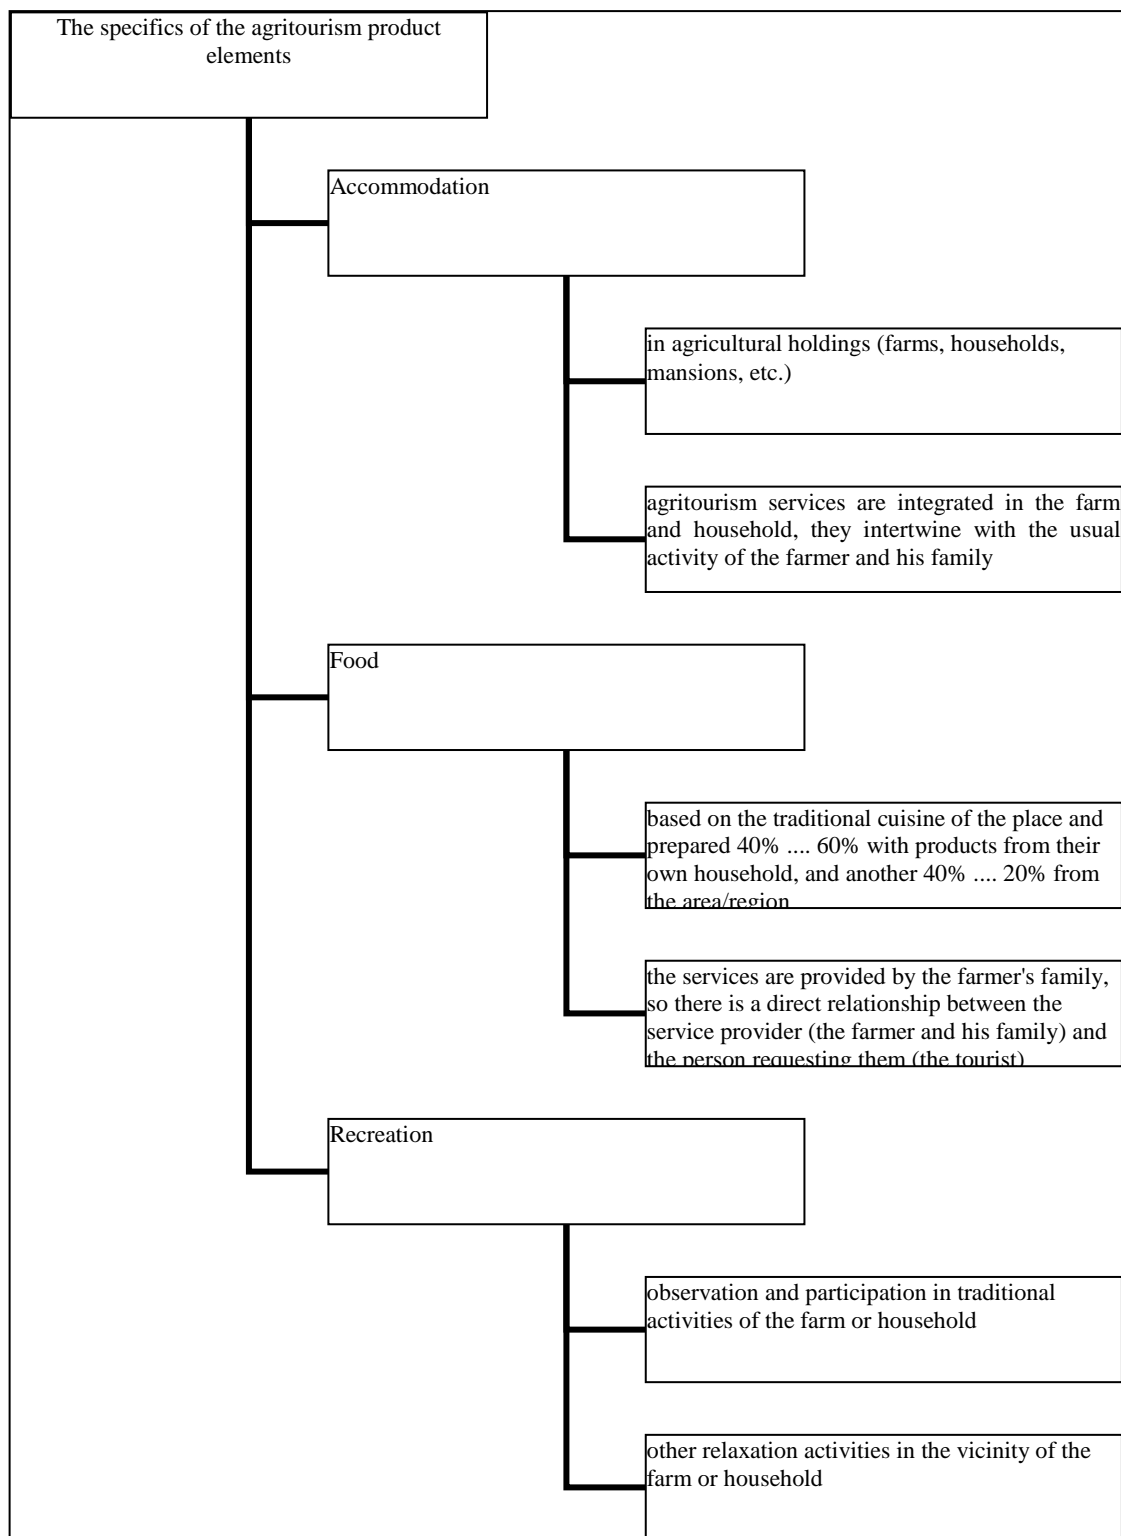 The specifics of the agritourism product
elements
Accommodation
in agricultural holdings (farms, households,
mansions, etc.)
agritourism services are integrated in the farm
and household, they intertwine with the usual
activity of the farmer and his family
Food
based on the traditional cuisine of the place and
prepared 40% .... 60% with products from their
own household, and another 40% .... 20% from
the area/region
the services are provided by the farmer's family,
so there is a direct relationship between the
service provider (the farmer and his family) and
the person requesting them (the tourist)
Recreation
observation and participation in traditional
activities of the farm or household
other relaxation activities in the vicinity of the
farm or household